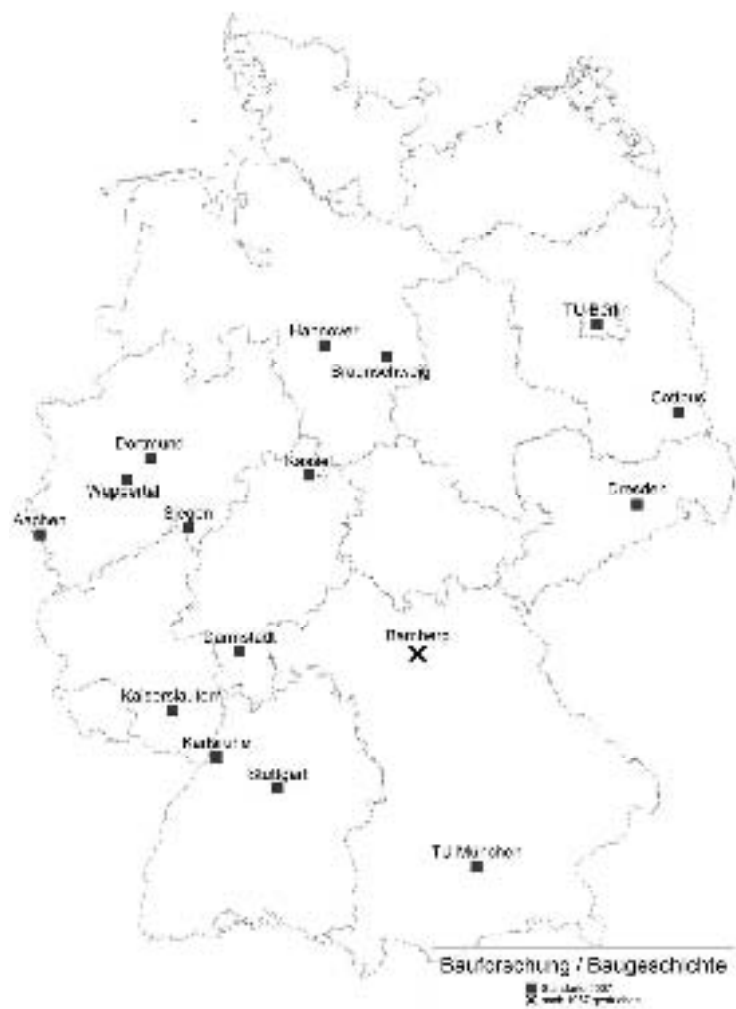 TU Berlin
Hannover
Braunschweig
Cottbus
Dortmund
Kassel
Wuppertal
Dresden
Siegen
Aachen
Darmstadt
Bamberg
Kaiserslautern
Karlsruhe
Stuttgart
TU München
Bauforschung / Baugeschichte